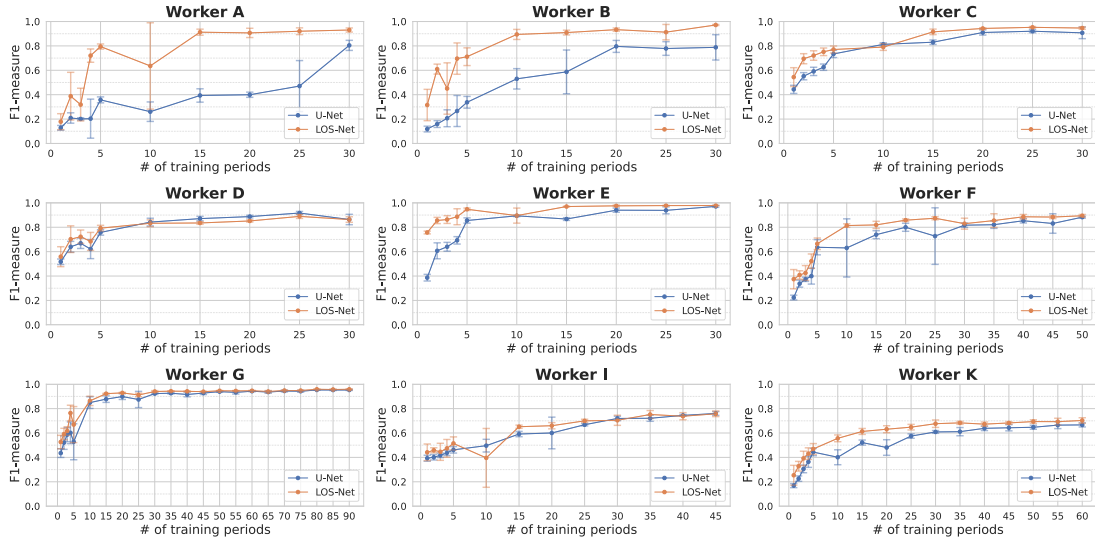 Worker A
F1-measure
1.0
0.8
0.6
0.4
0.2
0.0
U-Net
LOS-Net
0 5 10 15 20 25 30
# of training periods
Worker B
F1-measure
1.0
0.8
0.6
0.4
0.2
0.0
U-Net
LOS-Net
0 5 10 15 20 25 30
# of training periods
Worker C
F1-measure
1.0
0.8
0.6
0.4
0.2
0.0
U-Net
LOS-Net
0 5 10 15 20 25 30
# of training periods
Worker D
F1-measure
1.0
0.8
0.6
0.4
0.2
0.0
U-Net
LOS-Net
0 5 10 15 20 25 30
# of training periods
Worker E
F1-measure
1.0
0.8
0.6
0.4
0.2
0.0
U-Net
LOS-Net
0 5 10 15 20 25 30
# of training periods
Worker F
F1-measure
1.0
0.8
0.6
0.4
0.2
0.0
U-Net
LOS-Net
0 5 10 15 20 25 30 35 40 45 50
# of training periods
Worker G
F1-measure
1.0
0.8
0.6
0.4
0.2
0.0
U-Net
LOS-Net
0 5 10 15 20 25 30 35 40 45 50 55 60 65 70 75 80 85 90
# of training periods
Worker I
F1-measure
1.0
0.8
0.6
0.4
0.2
0.0
U-Net
LOS-Net
0 5 10 15 20 25 30 35 40 45
# of training periods
Worker K
F1-measure
1.0
0.8
0.6
0.4
0.2
0.0
U-Net
LOS-Net
0 5 10 15 20 25 30 35 40 45 50 55 60
# of training periods